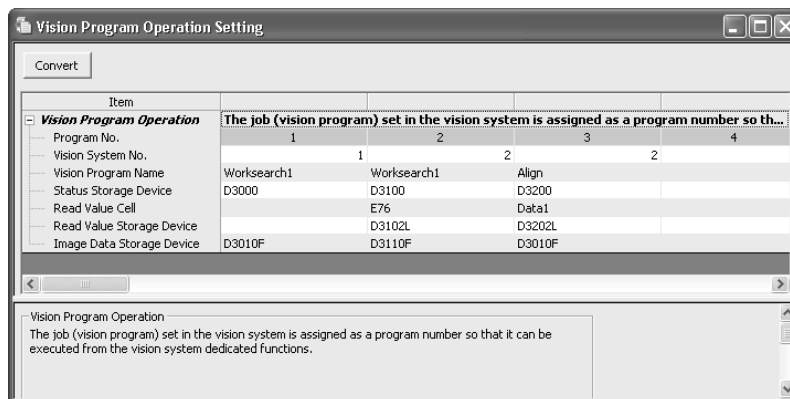 Vision Program Operation Setting
Convert
Item
Vision Program Operation The job (vision program) set in the vision system is assigned as a program number so th...
Program No. 1 2 3 4
Vision System No. 1 2 2
Vision Program Name Worksearch1 Worksearch1 Align
Status Storage Device D3000 D3100 D3200
Read Value Cell E76 Data1
Read Value Storage Device D3102L D3202L
Image Data Storage Device D3010F D3110F D3010F
Vision Program Operation
The job (vision program) set in the vision system is assigned as a program number so that it can be
executed from the vision system dedicated functions.